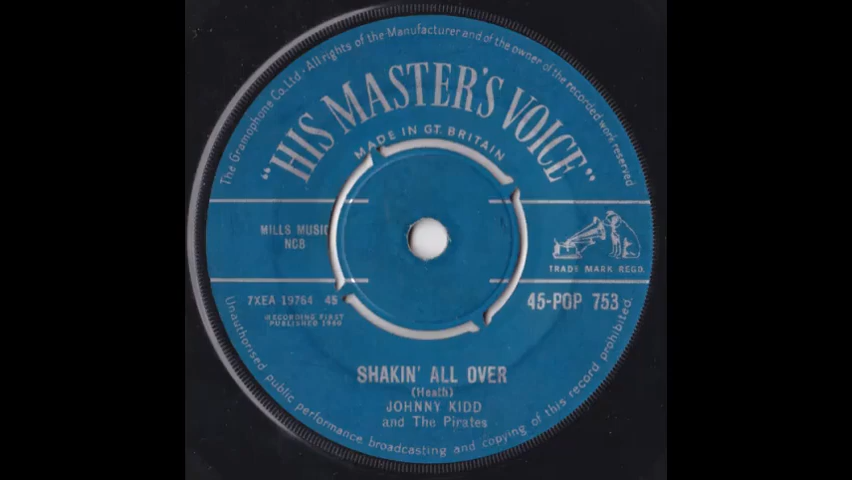 The Gramophone Co. Ltd. - All rights of the Manufacturer and of the owner of the recorded work reserved.
"HIS MASTER'S VOICE"
MADE IN GT. BRITAIN
MILLS MUSIC
NCB
TRADE MARK REGD.
7XEA 19764 45
45-POP 753
RECORDING FIRST
PUBLISHED 1960
SHAKIN' ALL OVER
(Heath)
JOHNNY KIDD
and The Pirates
Unauthorised public performance broadcasting and copying of this record prohibited.